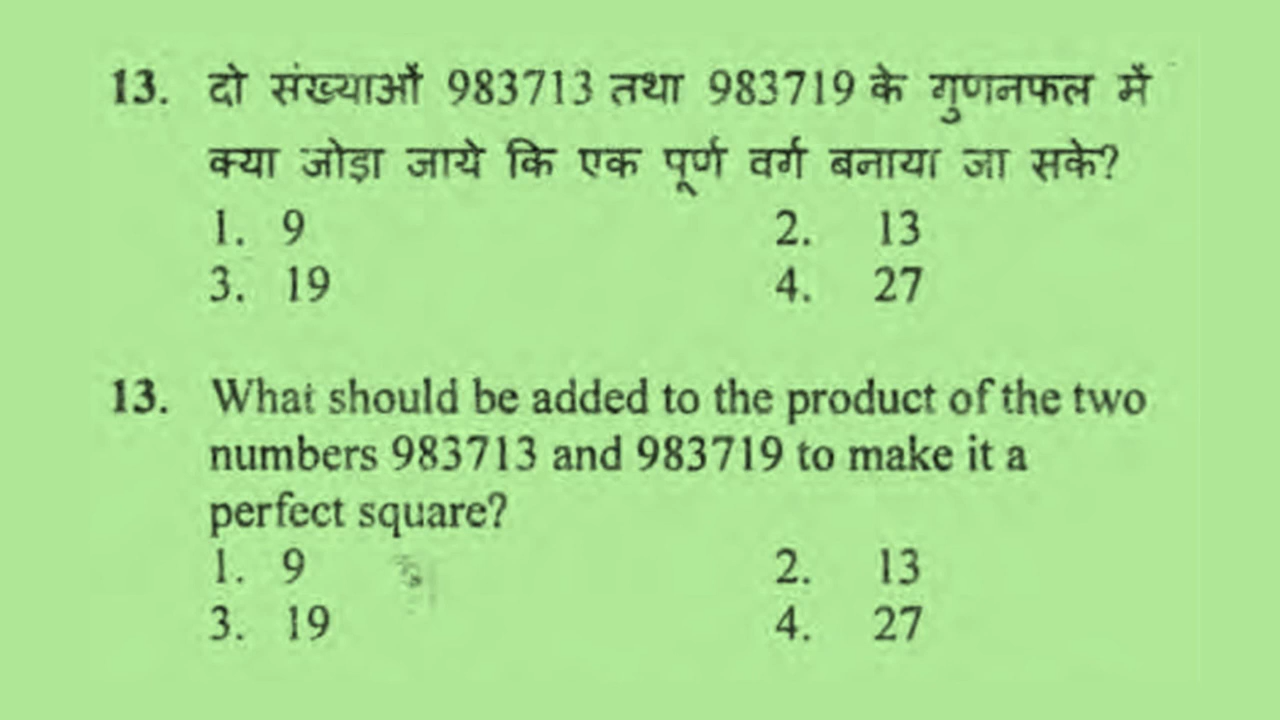 13. दो संख्याओं 983713 तथा 983719 के गुणनफल में
क्या जोड़ा जाये कि एक पूर्ण वर्ग बनाया जा सके?
1. 9 2. 13
3. 19 4. 27
13. What should be added to the product of the two
numbers 983713 and 983719 to make it a
perfect square?
1. 9 2. 13
3. 19 4. 27